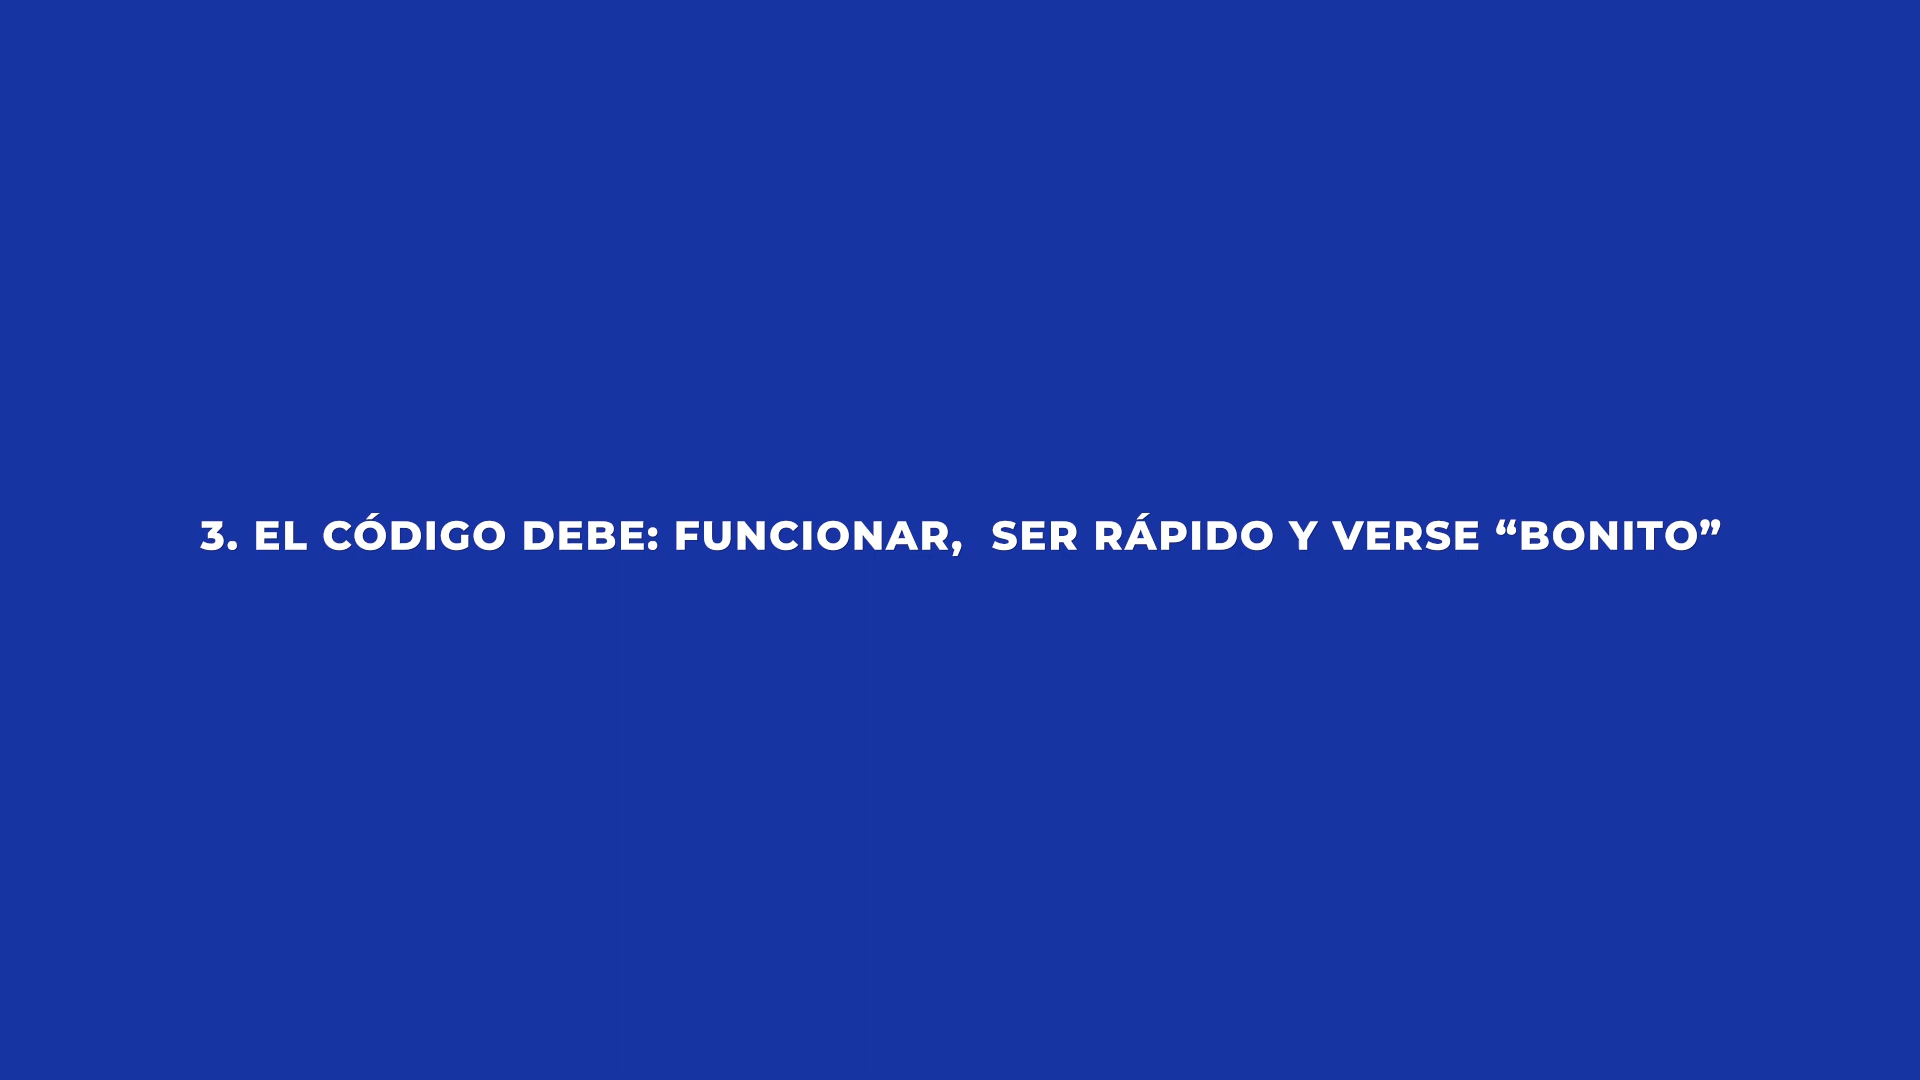 3. EL CÓDIGO DEBE: FUNCIONAR,  SER RÁPIDO Y VERSE “BONITO”